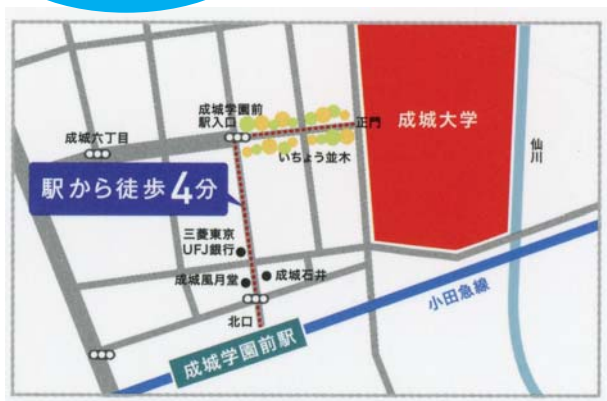 成城学園前
駅入口
成城六丁目
正門
成城大学
いちょう並木
仙川
駅から徒歩4分
三菱東京
UFJ銀行
成城風月堂
成城石井
北口
小田急線
成城学園前駅